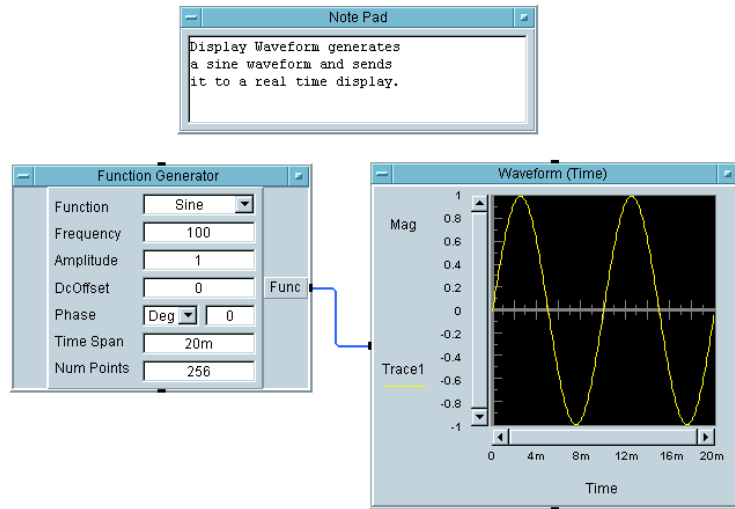 Note Pad
Display Waveform generates
a sine waveform and sends
it to a real time display.
Function Generator
Function Sine
Frequency 100
Amplitude 1
DcOffset 0
Phase Deg 0
Time Span 20m
Num Points 256
Func
Waveform (Time)
Mag
Trace1
1
0.8
0.6
0.4
0.2
0
-0.2
-0.4
-0.6
-0.8
-1
0 4m 8m 12m 16m 20m
Time